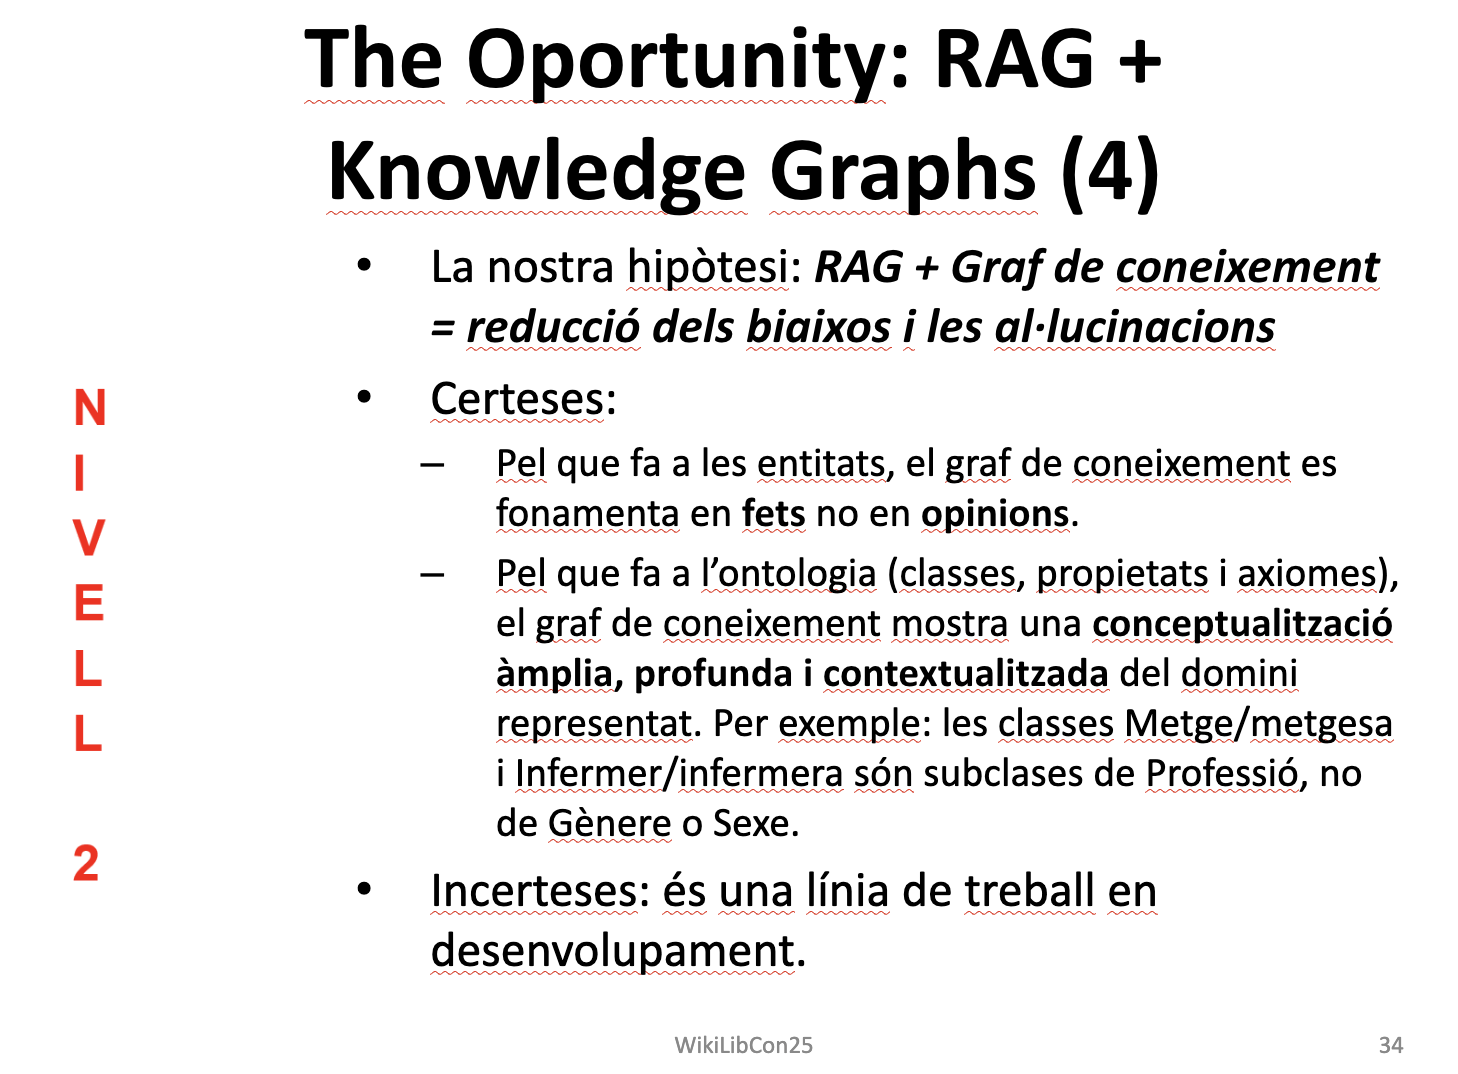 The Oportunity: RAG +
Knowledge Graphs (4)
• La nostra hipòtesi: RAG + Graf de coneixement
= reducció dels biaixos i les al·lucinacions
• Certeses:
– Pel que fa a les entitats, el graf de coneixement es
fonamenta en fets no en opinions.
– Pel que fa a l’ontologia (classes, propietats i axiomes),
el graf de coneixement mostra una conceptualització
àmplia, profunda i contextualitzada del domini
representat. Per exemple: les classes Metge/metgesa
i Infermer/infermera són subclases de Professió, no
de Gènere o Sexe.
• Incerteses: és una línia de treball en
desenvolupament.
N
I
V
E
L
L
2
WikiLibCon25
34